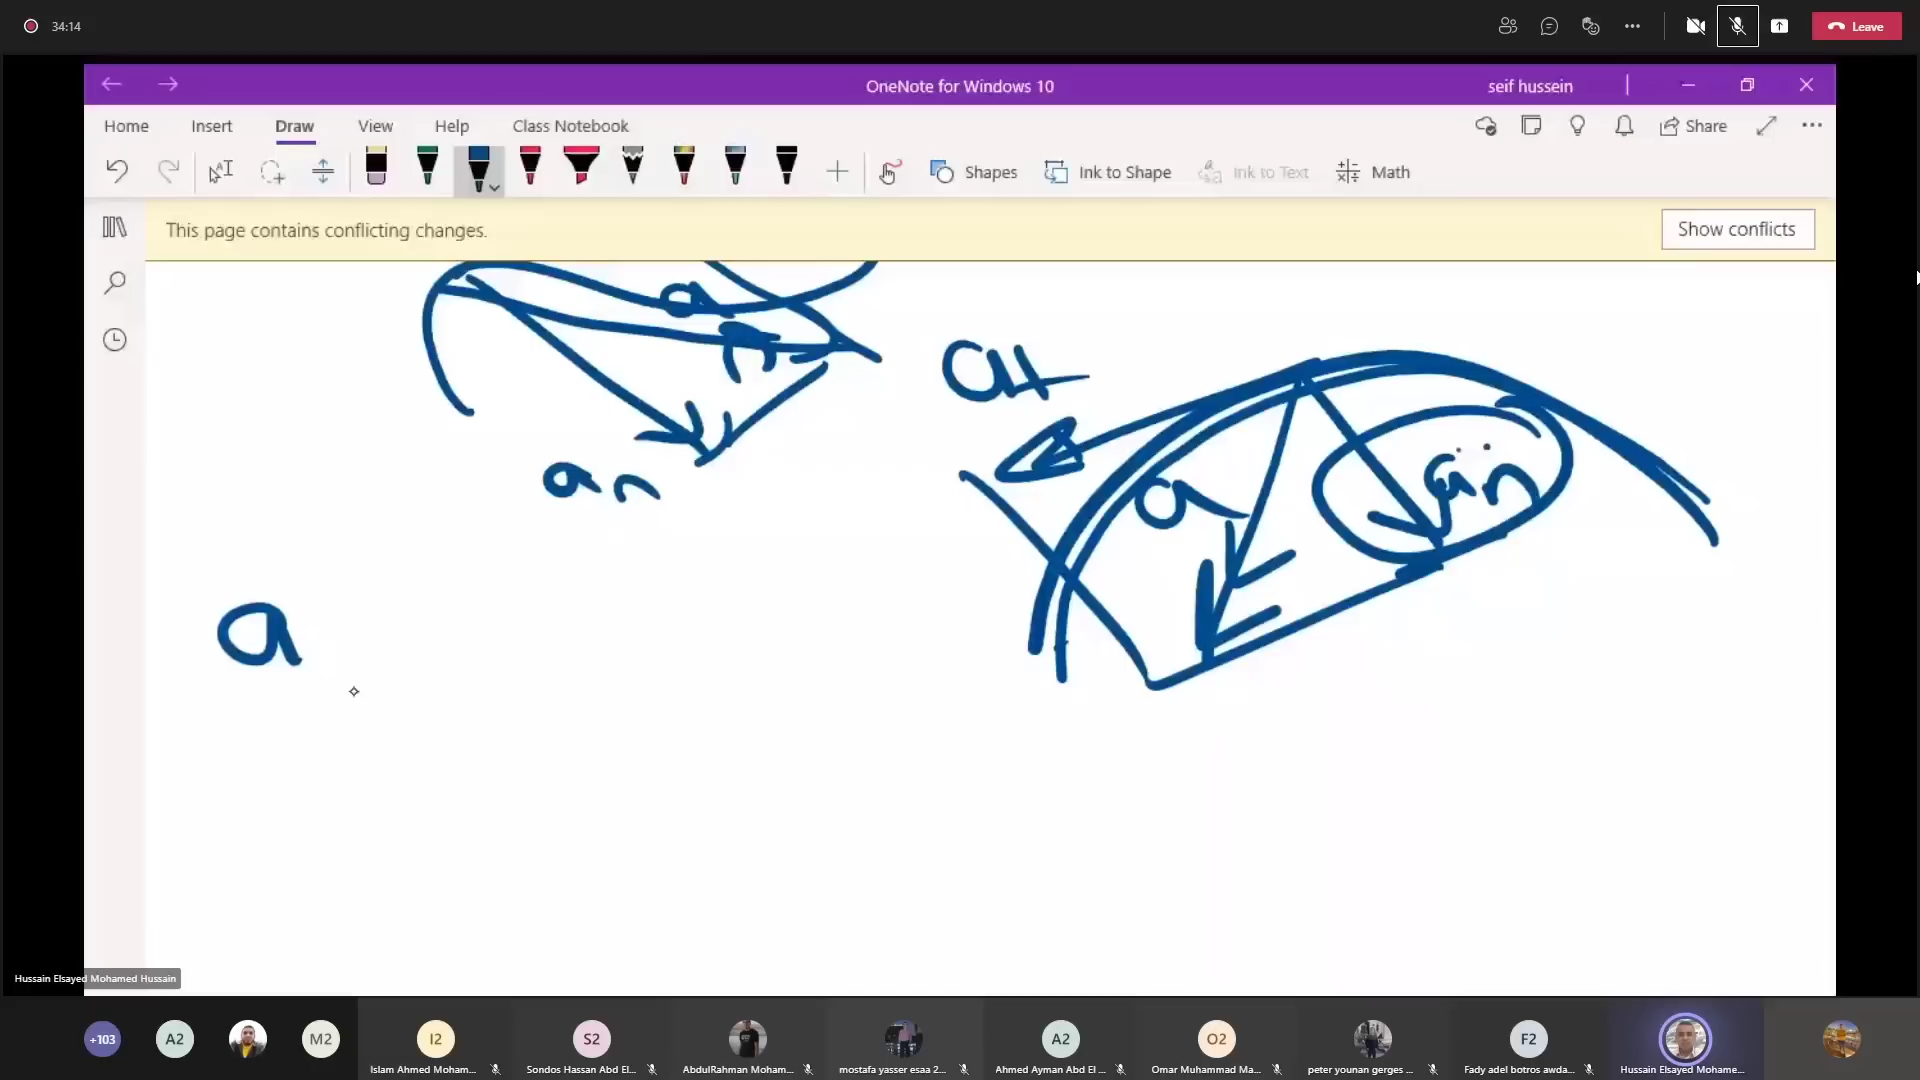 34:14
Leave
OneNote for Windows 10
seif hussein
Home Insert Draw View Help Class Notebook
Share
Shapes Ink to Shape Ink to Text Math
This page contains conflicting changes.
Show conflicts
a
at
an
a
an
a
Hussain Elsayed Mohamed Hussain
+103 A2 M2 I2 S2 A2 O2 F2
Islam Ahmed Moham... Sondos Hassan Abd El... AbdulRahman Moham... mostafa yasser esaa 2... Ahmed Ayman Abd El ... Omar Muhammad Ma... peter younan gerges ... Fady adel botros awda... Hussain Elsayed Mohame...